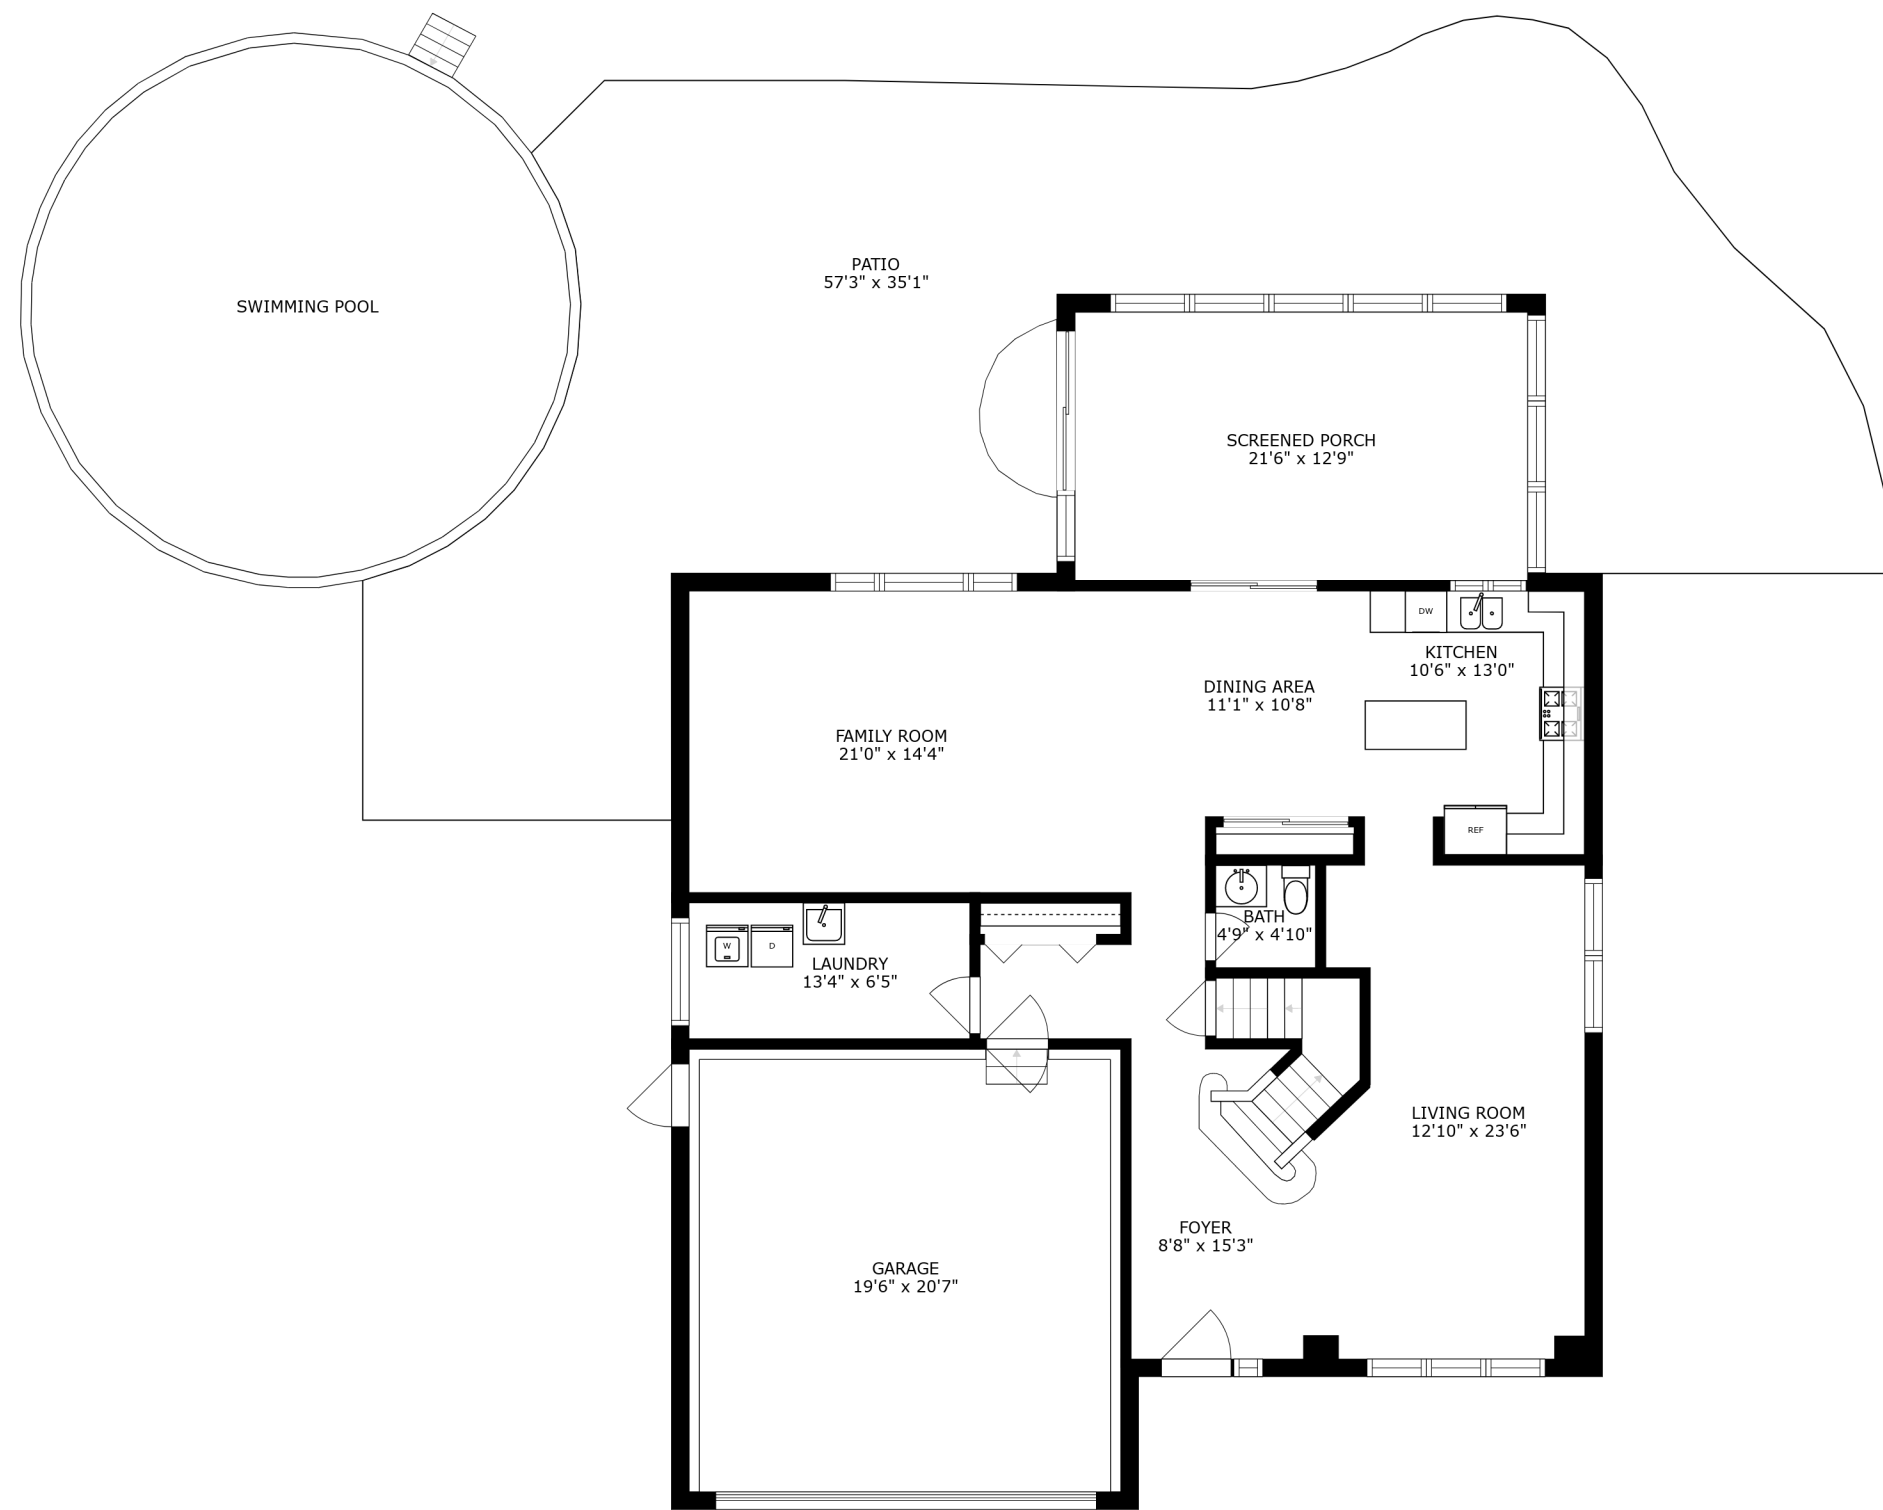 SWIMMING POOL
PATIO
57'3" x 35'1"
SCREENED PORCH
21'6" x 12'9"
DW
KITCHEN
10'6" x 13'0"
DINING AREA
11'1" x 10'8"
FAMILY ROOM
21'0" x 14'4"
REF
BATH
4'9" x 4'10"
W
D
LAUNDRY
13'4" x 6'5"
LIVING ROOM
12'10" x 23'6"
FOYER
8'8" x 15'3"
GARAGE
19'6" x 20'7"